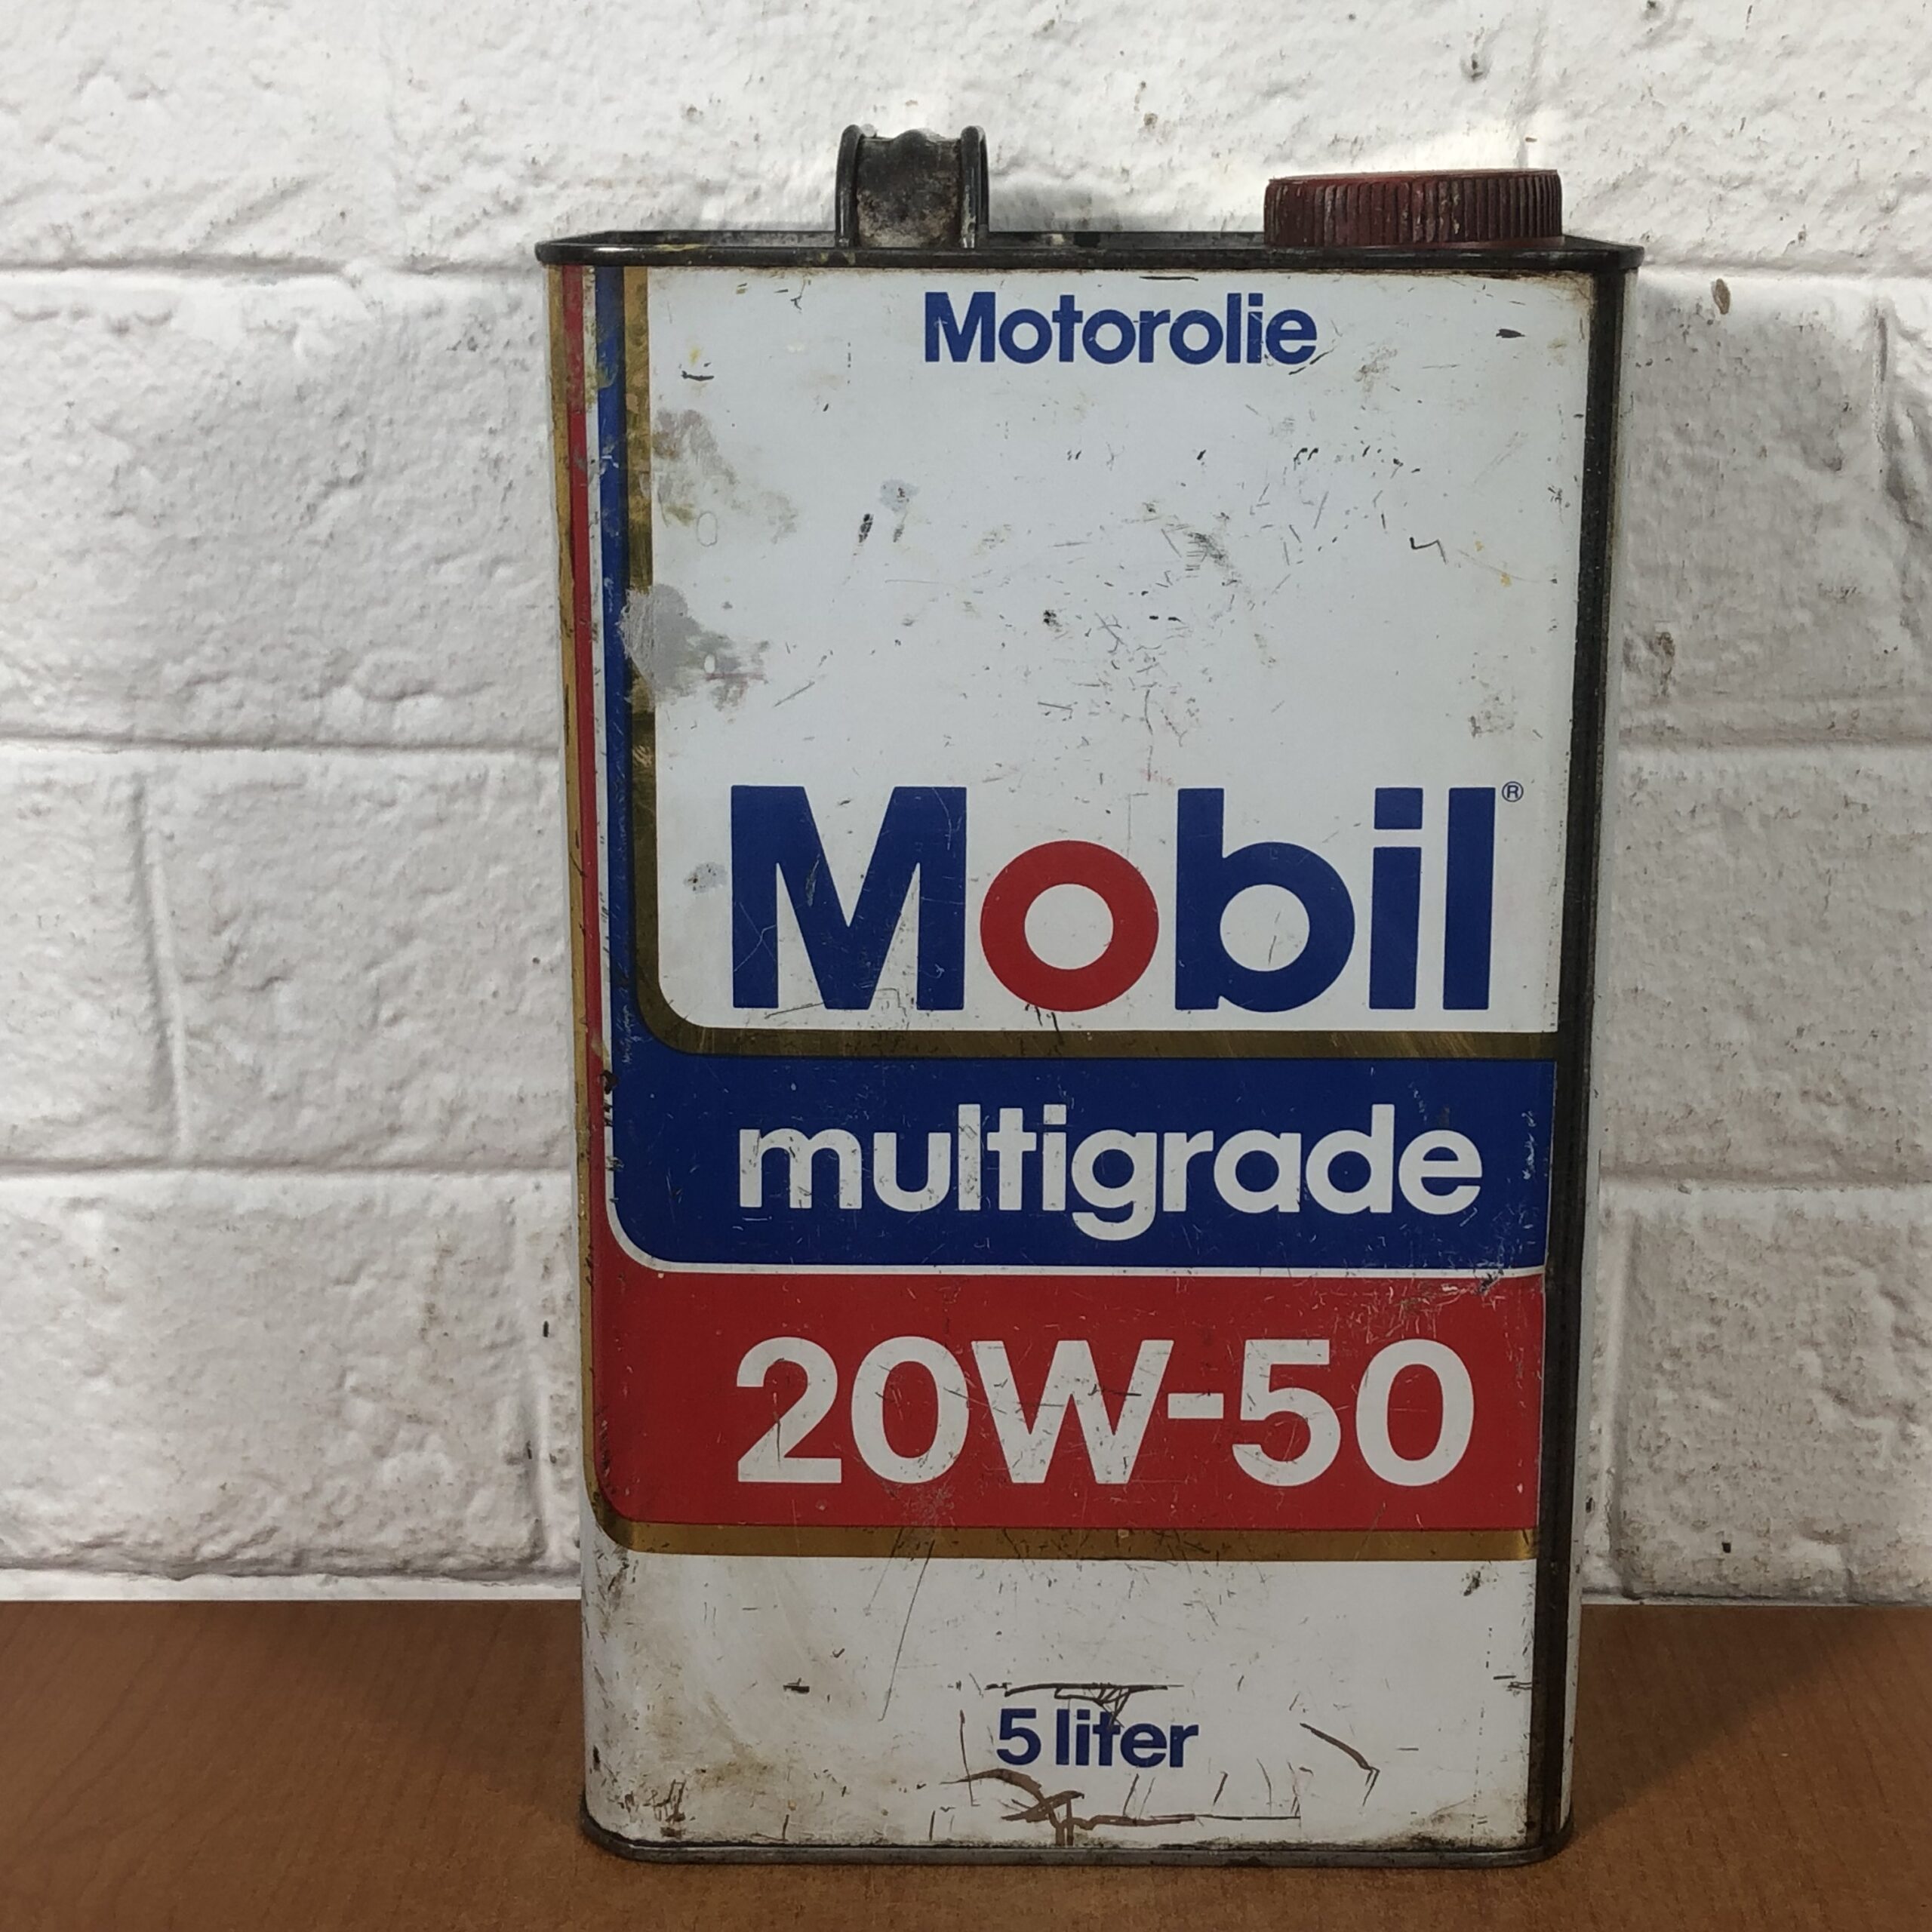 Motorolie
Mobil®
multigrade
20W-50
5 liter